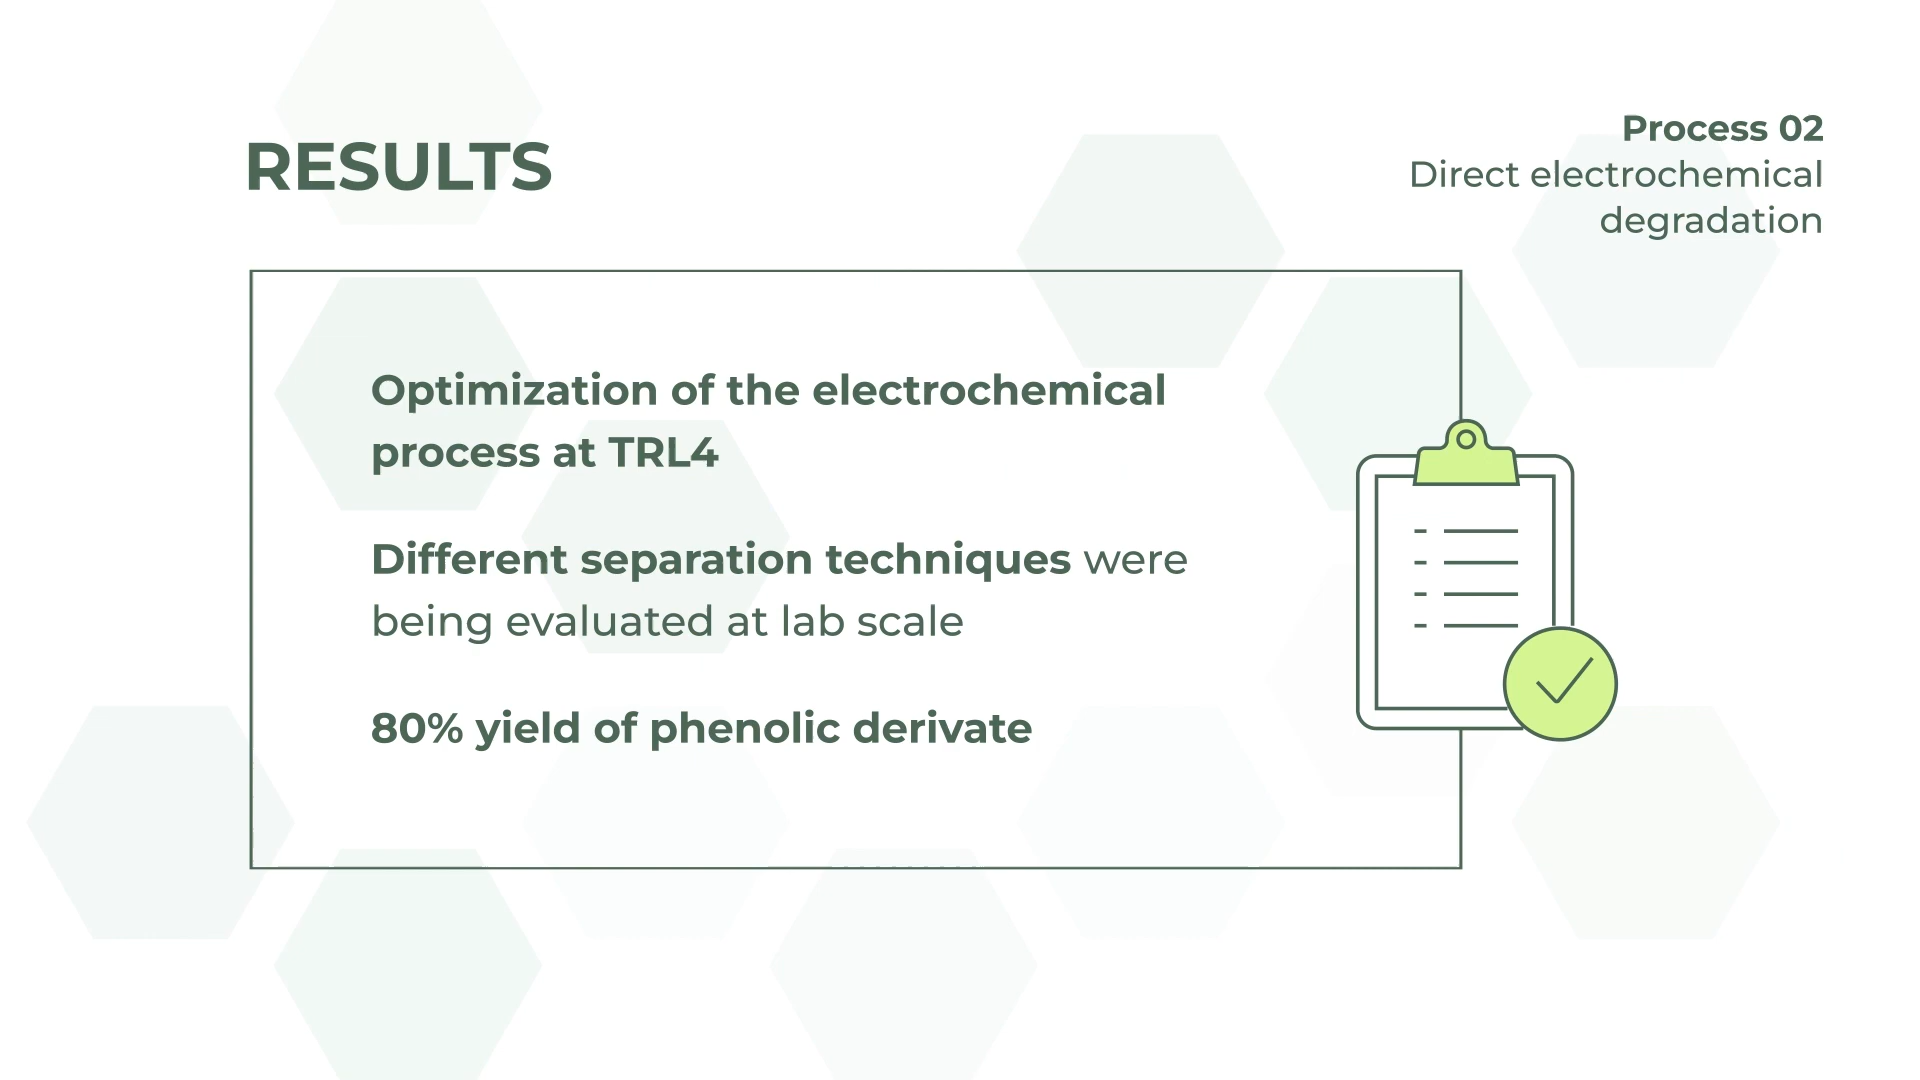 RESULTS
Process 02
Direct electrochemical
degradation
Optimization of the electrochemical
process at TRL4
Different separation techniques were
being evaluated at lab scale
80% yield of phenolic derivate